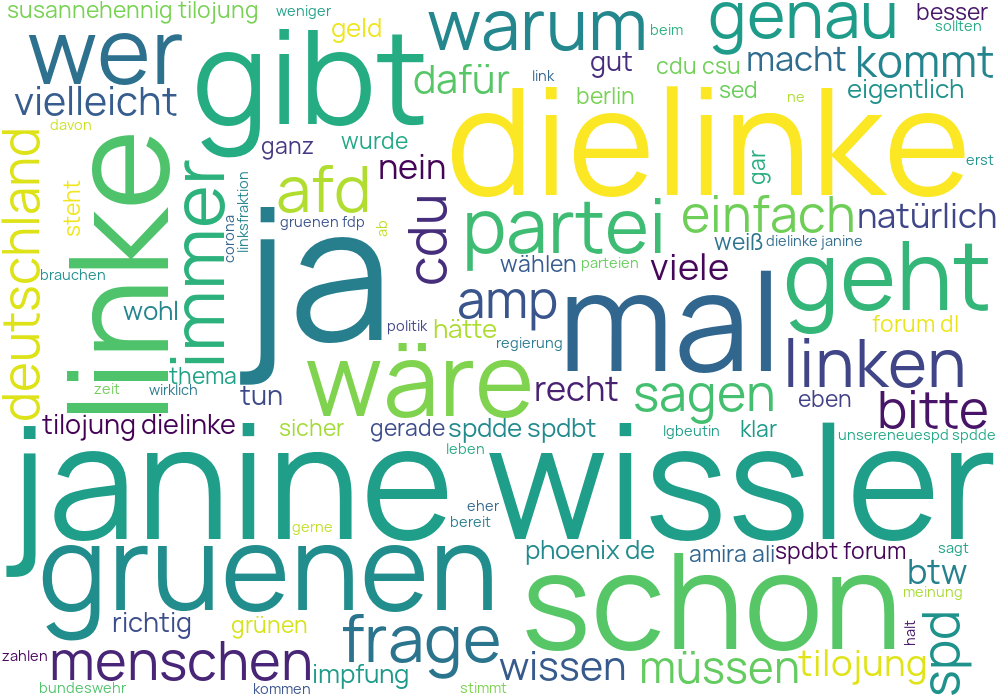 susannehennig tilojung
weniger
geld
warum
beim
genau
besser
sollten
wer
gibt
dafür
link
gut
cdu csu
macht
kommt
vielleicht
berlin
sed
ne
eigentlich
davon
deutschland
linke
ganz
wurde
nein
dielinke
gar
erst
steht
immer
corona
linksfraktion
afd
gruenen fdp
ab
cdu
partei
einfach
natürlich
weiß
dielinke janine
brauchen
ja
wählen
parteien
viele
geht
wohl
amp
mal
politik
hätte
regierung
forum dl
thema
zeit
wirklich
tun
wäre
recht
sagen
linken
eben
bitte
tilojung dielinke
sicher
gerade
spdde spdbt
lgbeutin
klar
unsereneuespd spdde
leben
janine wissler
eher
bereit
gerne
gruenen
phoenix de
amira ali
spdbt forum
sagt
schon
btw
meinung
richtig
grünen
frage
halt
spd
zahlen
menschen
impfung
wissen
müssen
tilojung
bundeswehr
kommen
stimmt